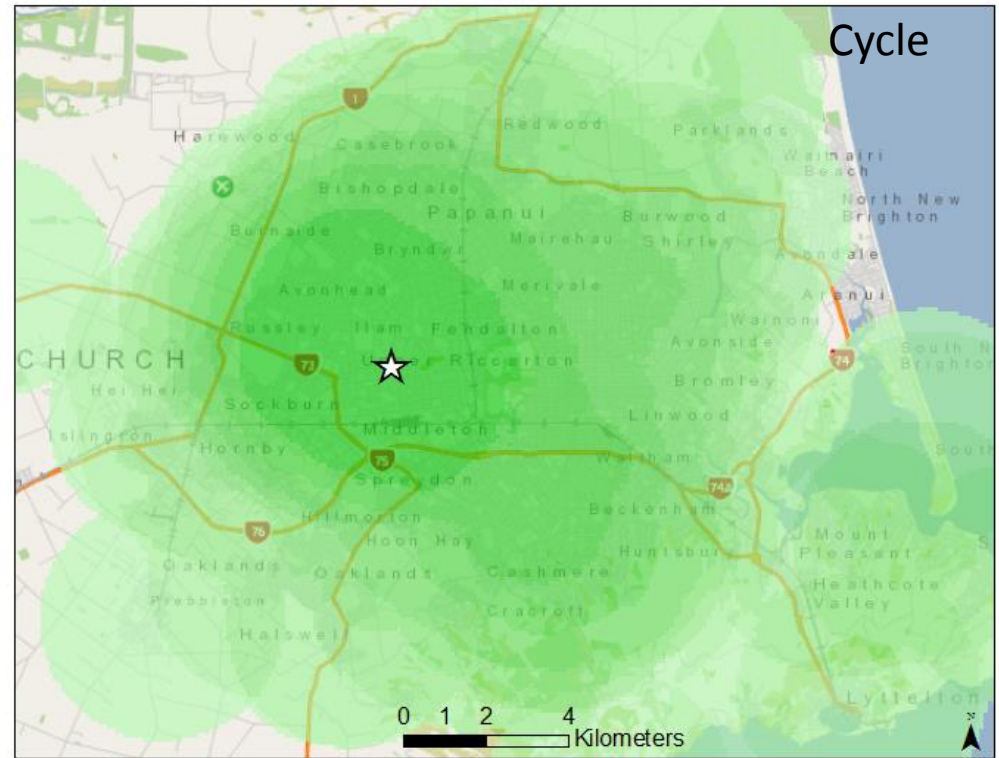 Cycle
1
Harewood
Casebrook
Redwood
Parklands
Waimairi
Beach
Bishopdale
North New
Brighton
Papanui
Burwood
Burnside
Bryndwr
Mairehau
Shirley
Avondale
Avonhead
Merivale
Aranui
Wainoni
Russley
Ilam
Fendalton
Avonside
South N
Brighton
CHURCH
73
Upper Riccarton
74
Hei Hei
Bromley
Sockburn
Linwood
Islington
Middleton
Hornby
75
Waltham
South
Spreydon
74A
Beckenham
Hillmorton
76
Hoon Hay
Huntsbury
Mount
Pleasant
S
Oaklands
Oaklands
Cashmere
Heathcote
Valley
Prebbleton
Cracroft
Halswell
Lyttelton
0 1 2 4
Kilometers
N